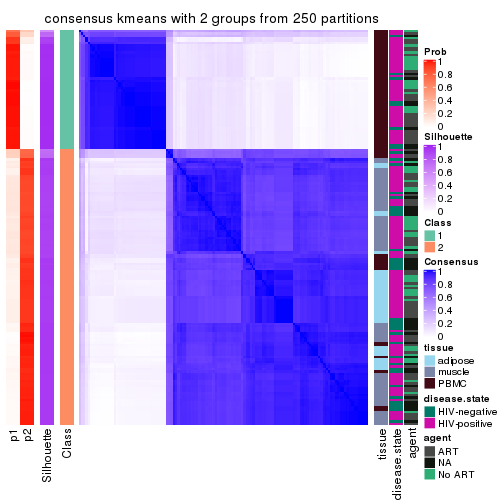 consensus kmeans with 2 groups from 250 partitions
Prob
1
0.8
0.6
0.4
0.2
0
Silhouette
1
0.8
0.6
0.4
0.2
0
Class
1
2
Consensus
1
0.8
0.6
0.4
0.2
0
tissue
adipose
muscle
PBMC
disease.state
HIV-negative
HIV-positive
agent
ART
NA
No ART
p1
p2
Silhouette
Class
tissue
disease.state
agent